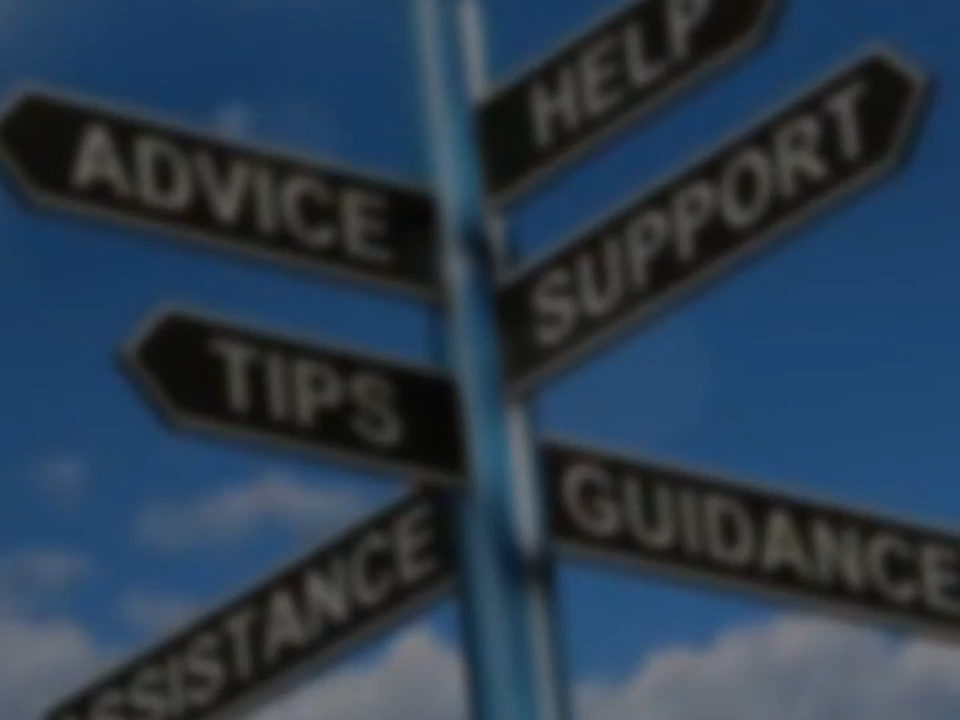 HELP
ADVICE
SUPPORT
TIPS
GUIDANCE
SSISTANCE